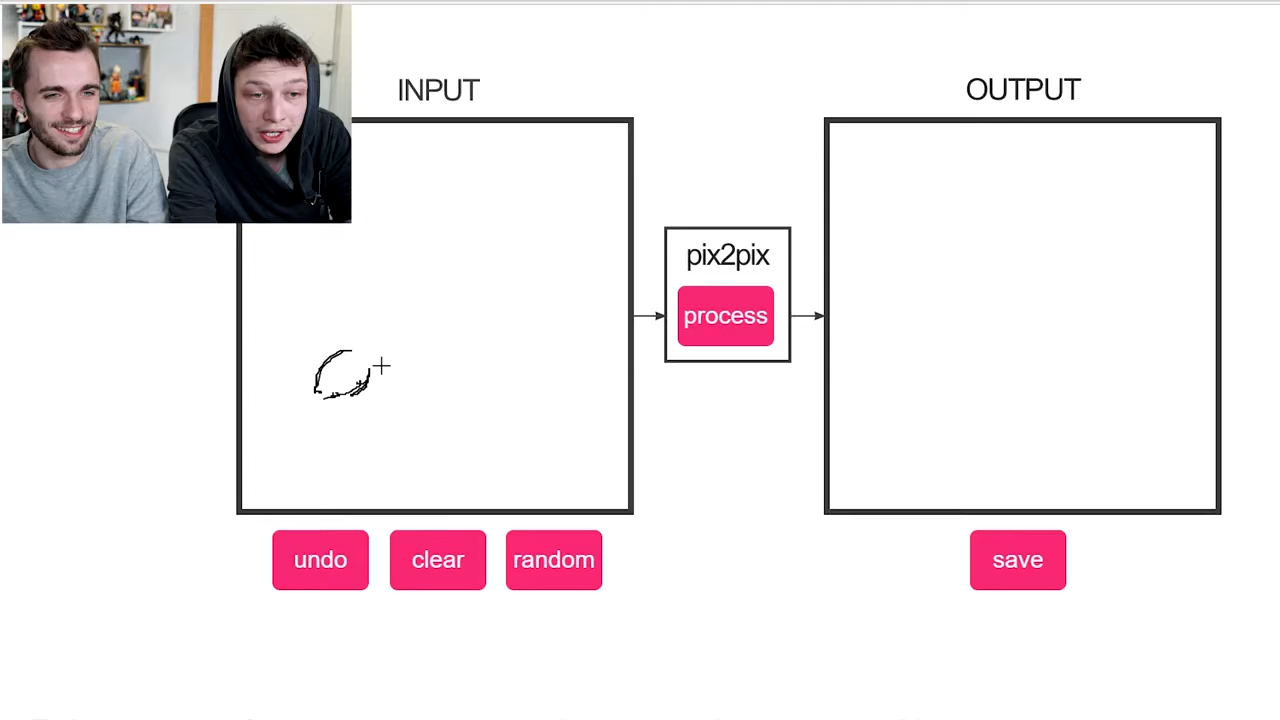 INPUT
OUTPUT
pix2pix
process
undo
clear
random
save